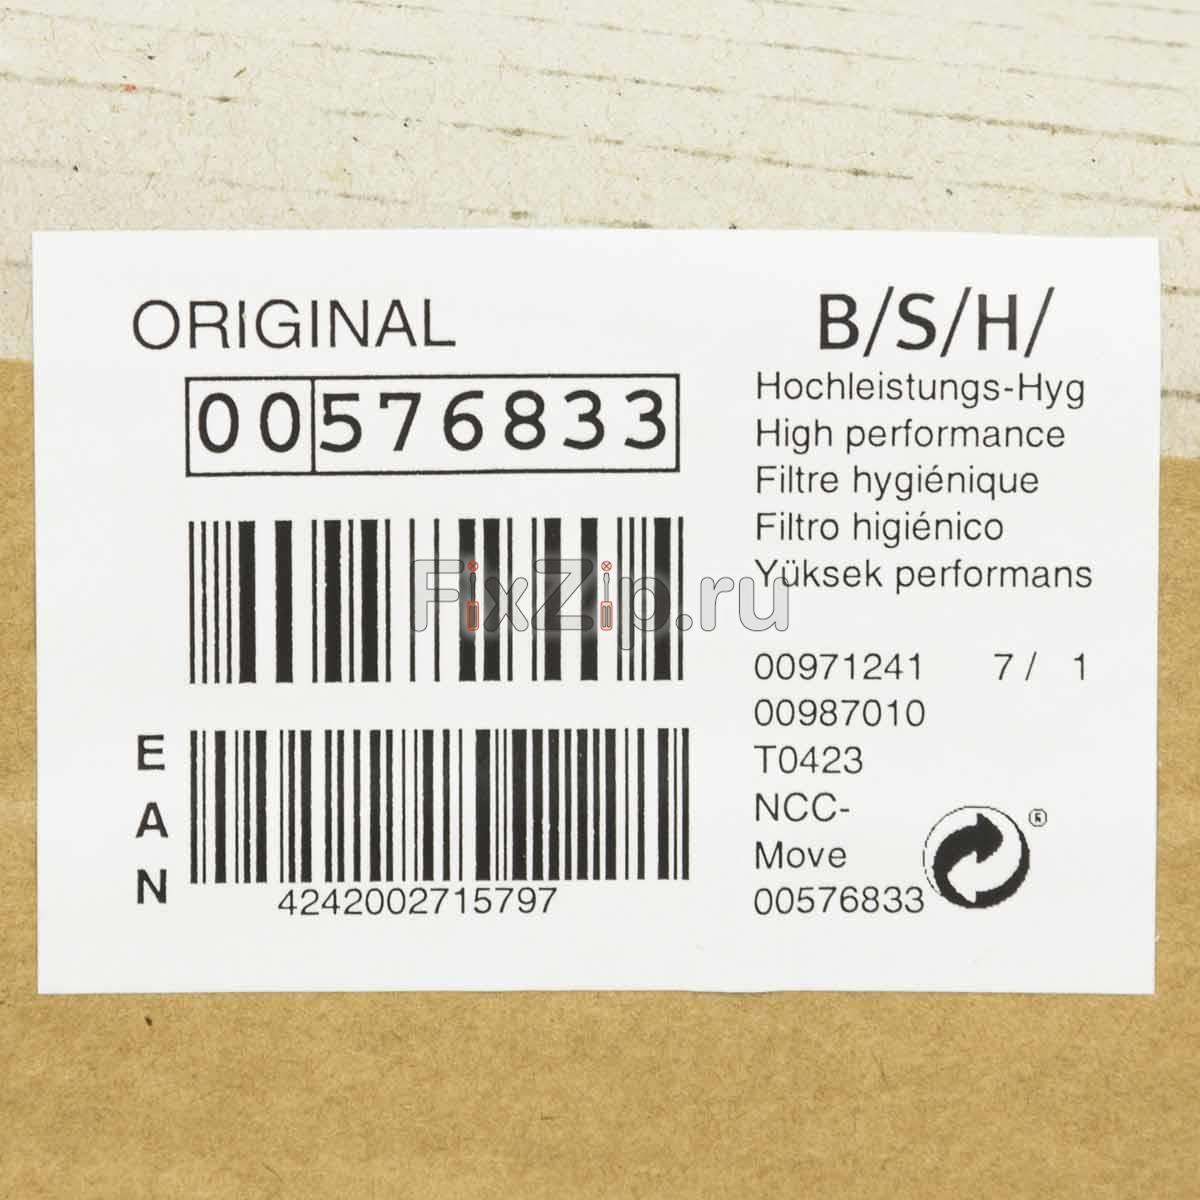 ORIGINAL
00576833
EAN
4242002715797
B/S/H/
Hochleistungs-Hyg
High performance
Filtre hygiénique
Filtro higiénico
Yüksek performans
00971241 7 / 1
00987010
T0423
NCC-
Move
00576833
®
FixZip.ru